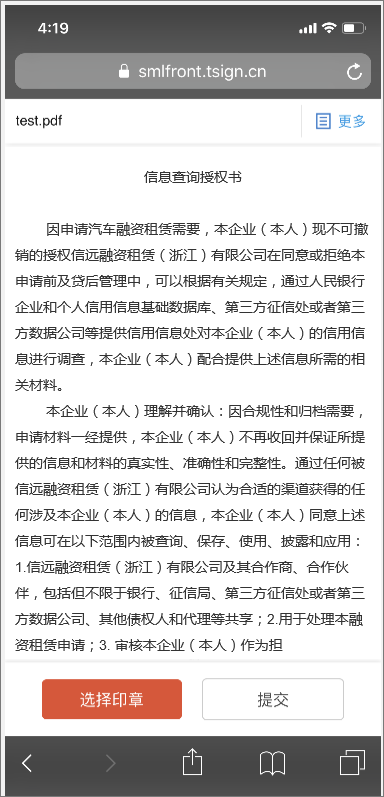 4:19
smlfront.tsign.cn
test.pdf
更多
信息查询授权书
因申请汽车融资租赁需要，本企业（本人）现不可撤
销的授权信远融资租赁（浙江）有限公司在同意或拒绝本
申请前及贷后管理中，可以根据有关规定，通过人民银行
企业和个人信用信息基础数据库、第三方征信处或者第三
方数据公司等提供信用信息处对本企业（本人）的信用信
息进行调查，本企业（本人）配合提供上述信息所需的相
关材料。
本企业（本人）理解并确认：因合规性和归档需要，
申请材料一经提供，本企业（本人）不再收回并保证所提
供的信息和材料的真实性、准确性和完整性。通过任何被
信远融资租赁（浙江）有限公司认为合适的渠道获得的任
何涉及本企业（本人）的信息，本企业（本人）同意上述
信息可在以下范围内被查询、保存、使用、披露和应用：
1.信远融资租赁（浙江）有限公司及其合作商、合作伙
伴，包括但不限于银行、征信局、第三方征信处或者第三
方数据公司、其他债权人和代理等共享；2.用于处理本融
资租赁申请；3. 审核本企业（本人）作为担
选择印章
提交